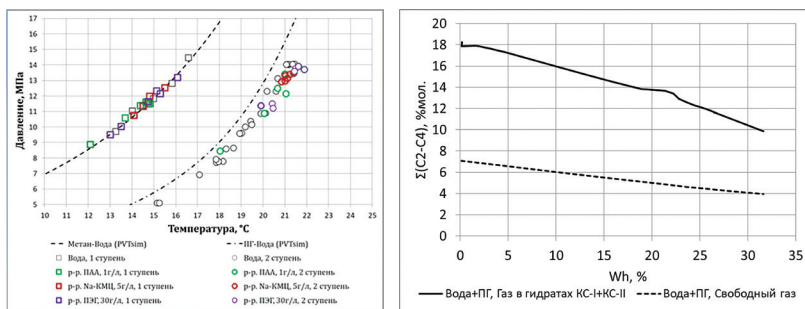 17
16
15
14
13
12
11
10
9
8
7
6
5
Давление, МПа
10 11 12 13 14 15 16 17 18 19 20 21 22 23 24 25
Температура, °С
Метан-Вода (PVTsim)
ПГ-Вода (PVTsim)
Вода, 1 ступень
Вода, 2 ступень
р-р. ПАА, 1г/л, 1 ступень
р-р. ПАА, 1г/л, 2 ступень
р-р. Na-КМЦ, 5г/л, 1 ступень
р-р. Na-КМЦ, 5г/л, 2 ступень
р-р. ПЭГ, 30г/л, 1 ступень
р-р. ПЭГ, 30г/л, 2 ступень
20
18
16
14
12
10
8
6
4
2
0
Σ(С2-С4), %мол.
0 5 10 15 20 25 30 35
Wh, %
Вода+ПГ, Газ в гидратах КС-I+КС-II
Вода+ПГ, Свободный газ